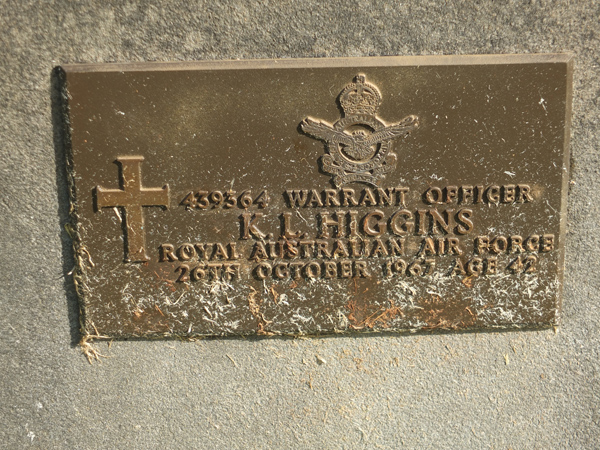 439364 WARRANT OFFICER
K. L. HIGGINS
ROYAL AUSTRALIAN AIR FORCE
26TH OCTOBER 1967 AGE 42